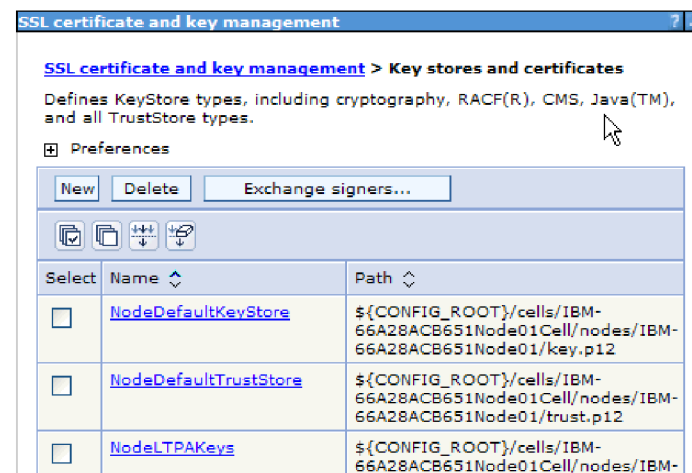 SSL certificate and key management ?
SSL certificate and key management > Key stores and certificates
Defines KeyStore types, including cryptography, RACF(R), CMS, Java(TM),
and all TrustStore types.
+ Preferences
New Delete Exchange signers...
Select Name Path
NodeDefaultKeyStore ${CONFIG_ROOT}/cells/IBM-
66A28ACB651Node01Cell/nodes/IBM-
66A28ACB651Node01/key.p12
NodeDefaultTrustStore ${CONFIG_ROOT}/cells/IBM-
66A28ACB651Node01Cell/nodes/IBM-
66A28ACB651Node01/trust.p12
NodeLTPAKeys ${CONFIG_ROOT}/cells/IBM-
66A28ACB651Node01Cell/nodes/IBM-